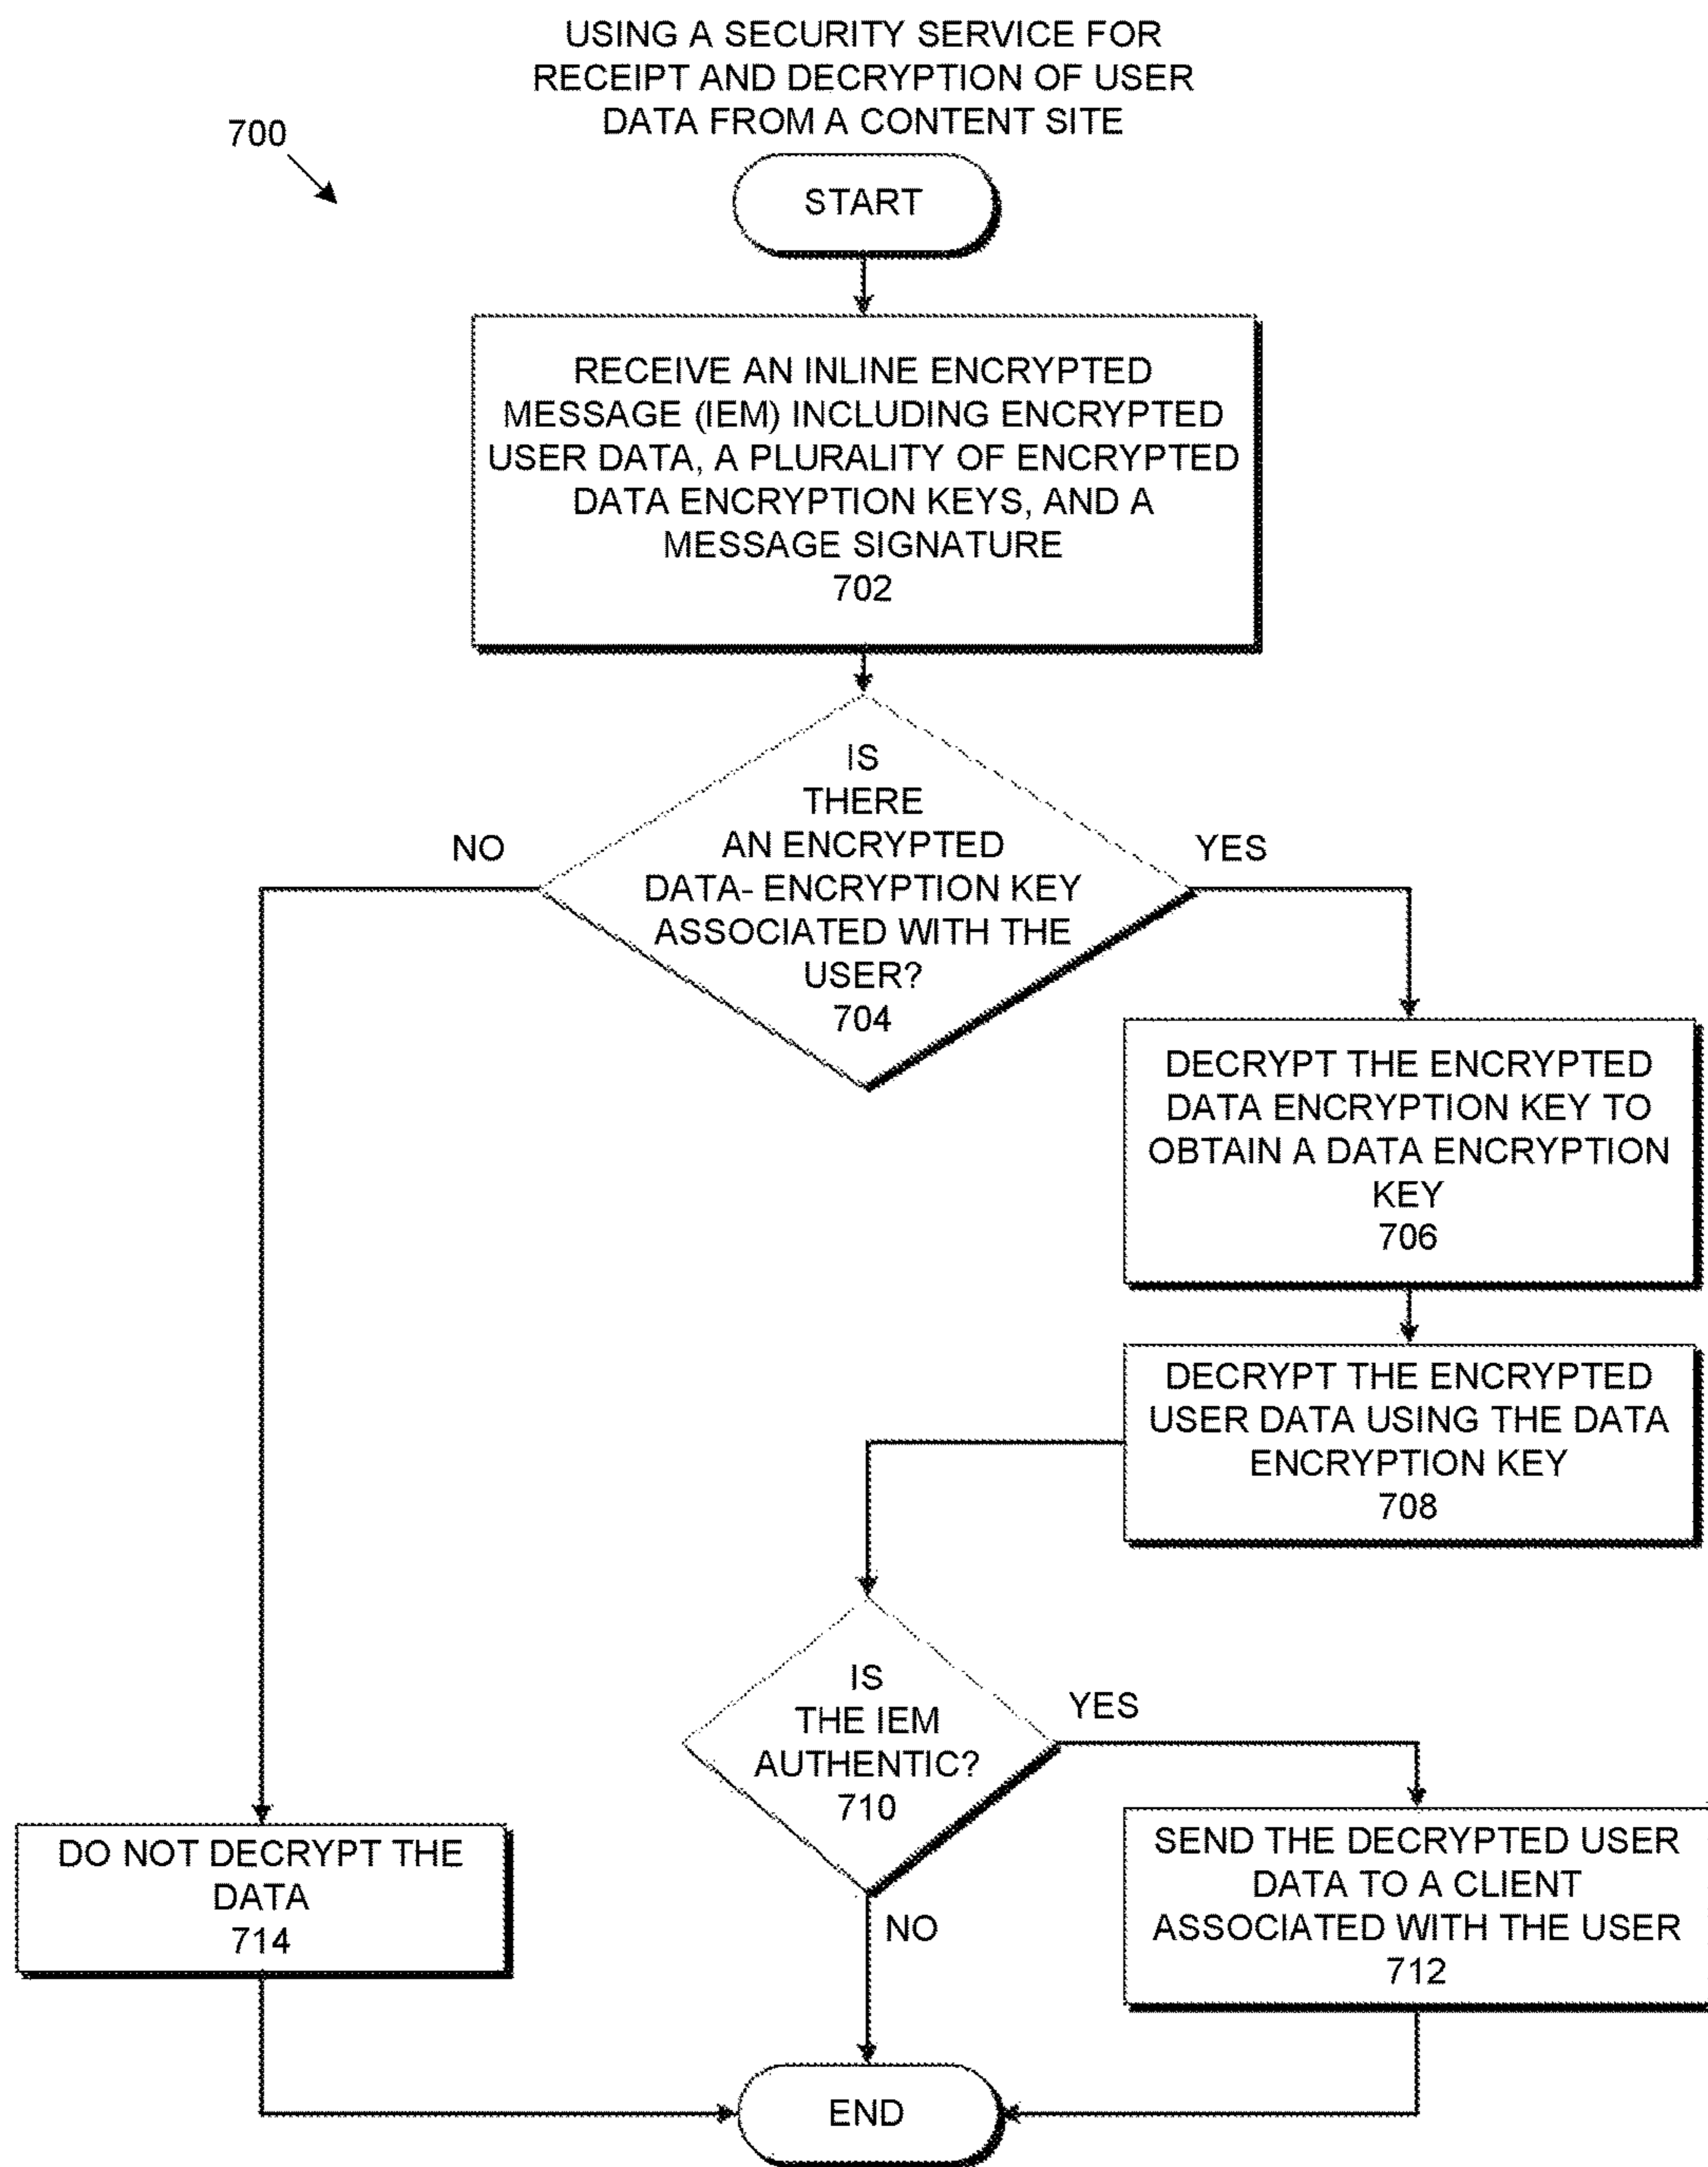 USING A SECURITY SERVICE FOR
RECEIPT AND DECRYPTION OF USER
DATA FROM A CONTENT SITE
700
START
RECEIVE AN INLINE ENCRYPTED
MESSAGE (IEM) INCLUDING ENCRYPTED
USER DATA, A PLURALITY OF ENCRYPTED
DATA ENCRYPTION KEYS, AND A
MESSAGE SIGNATURE
702
IS
THERE
AN ENCRYPTED
DATA- ENCRYPTION KEY
ASSOCIATED WITH THE
USER?
704
NO
YES
DECRYPT THE ENCRYPTED
DATA ENCRYPTION KEY TO
OBTAIN A DATA ENCRYPTION
KEY
706
DECRYPT THE ENCRYPTED
USER DATA USING THE DATA
ENCRYPTION KEY
708
IS
THE IEM
AUTHENTIC?
710
YES
NO
SEND THE DECRYPTED USER
DATA TO A CLIENT
ASSOCIATED WITH THE USER
712
DO NOT DECRYPT THE
DATA
714
END